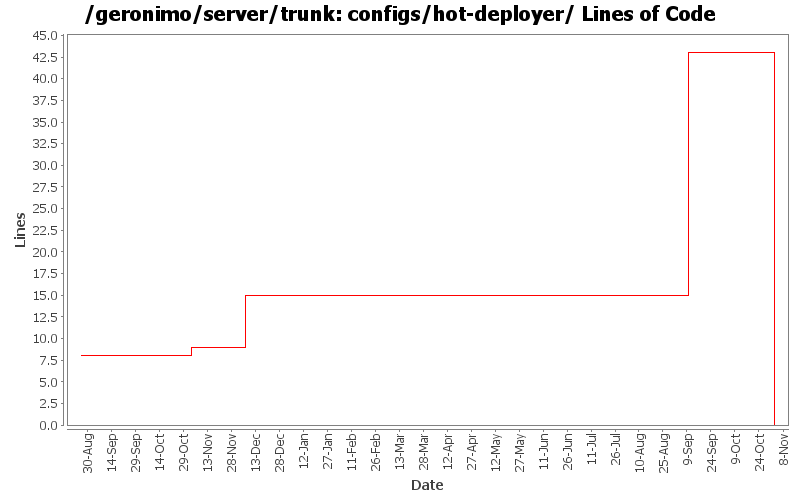 /geronimo/server/trunk: configs/hot-deployer/ Lines of Code
45.0
42.5
40.0
37.5
35.0
32.5
30.0
27.5
25.0
22.5
20.0
17.5
15.0
12.5
10.0
7.5
5.0
2.5
0.0
Lines
30-Aug
14-Sep
29-Sep
14-Oct
29-Oct
13-Nov
28-Nov
13-Dec
28-Dec
12-Jan
27-Jan
11-Feb
26-Feb
13-Mar
28-Mar
12-Apr
27-Apr
12-May
27-May
11-Jun
26-Jun
11-Jul
26-Jul
10-Aug
25-Aug
9-Sep
24-Sep
9-Oct
24-Oct
8-Nov
Date